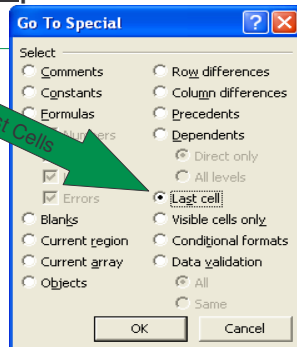 Go To Special
Select
Comments
Constants
Formulas
Errors
Blanks
Current region
Current array
Objects
Row differences
Column differences
Precedents
Dependents
Direct only
All levels
Last cell
Visible cells only
Conditional formats
Data validation
All
Same
OK
Cancel
Cells